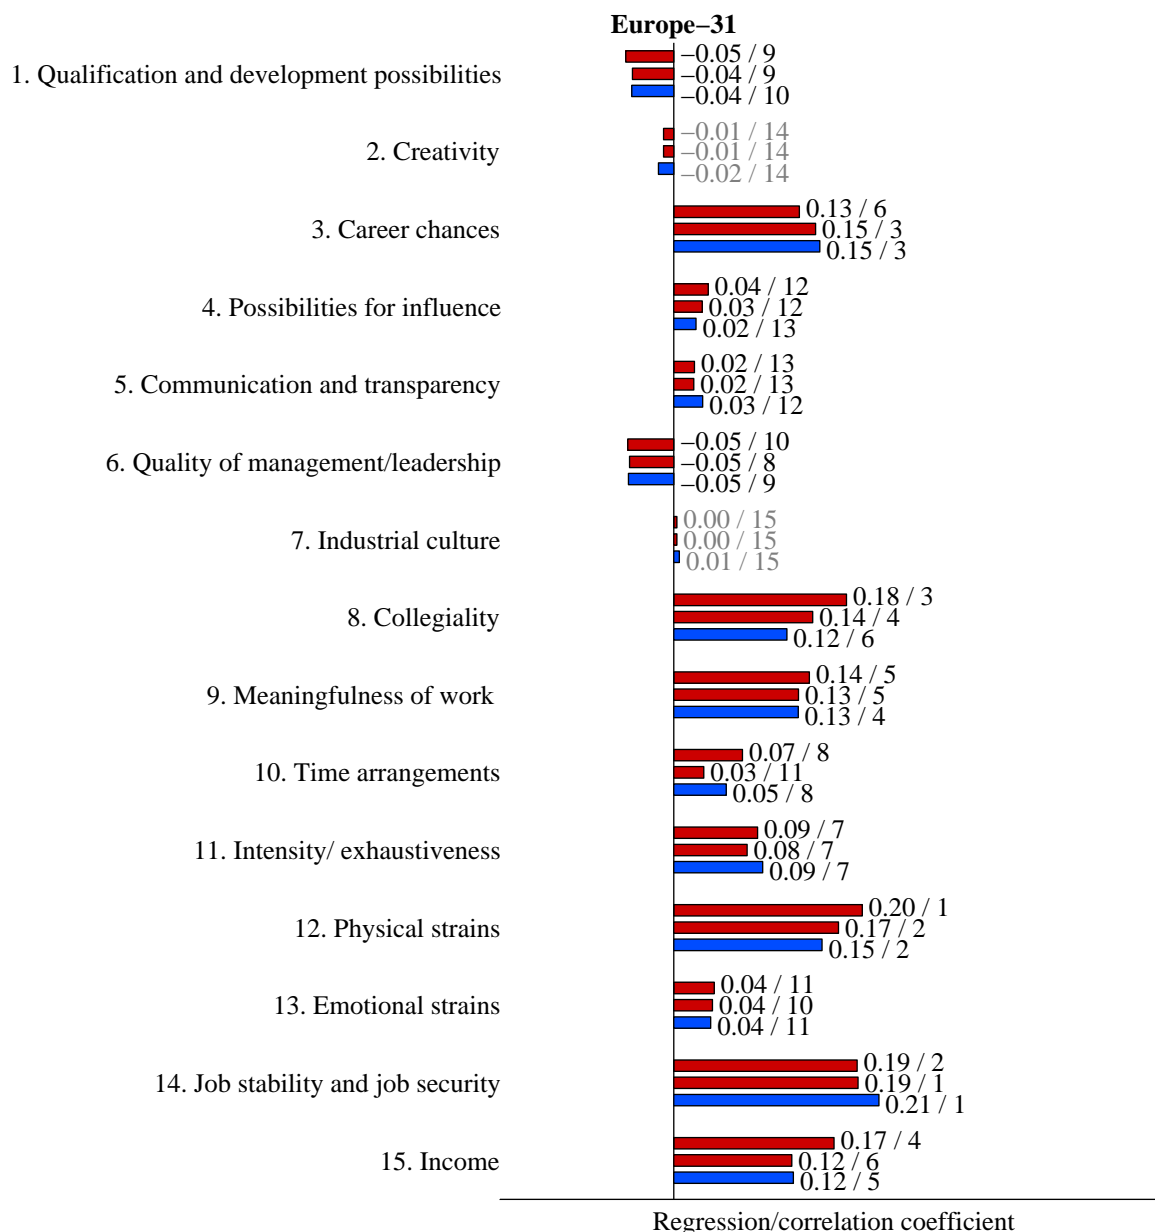 Europe−31
1. Qualification and development possibilities
−0.05 / 9
−0.04 / 9
−0.04 / 10
2. Creativity
−0.01 / 14
−0.01 / 14
−0.02 / 14
3. Career chances
0.13 / 6
0.15 / 3
0.15 / 3
4. Possibilities for influence
0.04 / 12
0.03 / 12
0.02 / 13
5. Communication and transparency
0.02 / 13
0.02 / 13
0.03 / 12
6. Quality of management/leadership
−0.05 / 10
−0.05 / 8
−0.05 / 9
7. Industrial culture
0.00 / 15
0.00 / 15
0.01 / 15
8. Collegiality
0.18 / 3
0.14 / 4
0.12 / 6
9. Meaningfulness of work
0.14 / 5
0.13 / 5
0.13 / 4
10. Time arrangements
0.07 / 8
0.03 / 11
0.05 / 8
11. Intensity/ exhaustiveness
0.09 / 7
0.08 / 7
0.09 / 7
12. Physical strains
0.20 / 1
0.17 / 2
0.15 / 2
13. Emotional strains
0.04 / 11
0.04 / 10
0.04 / 11
14. Job stability and job security
0.19 / 2
0.19 / 1
0.21 / 1
15. Income
0.17 / 4
0.12 / 6
0.12 / 5
Regression/correlation coefficient